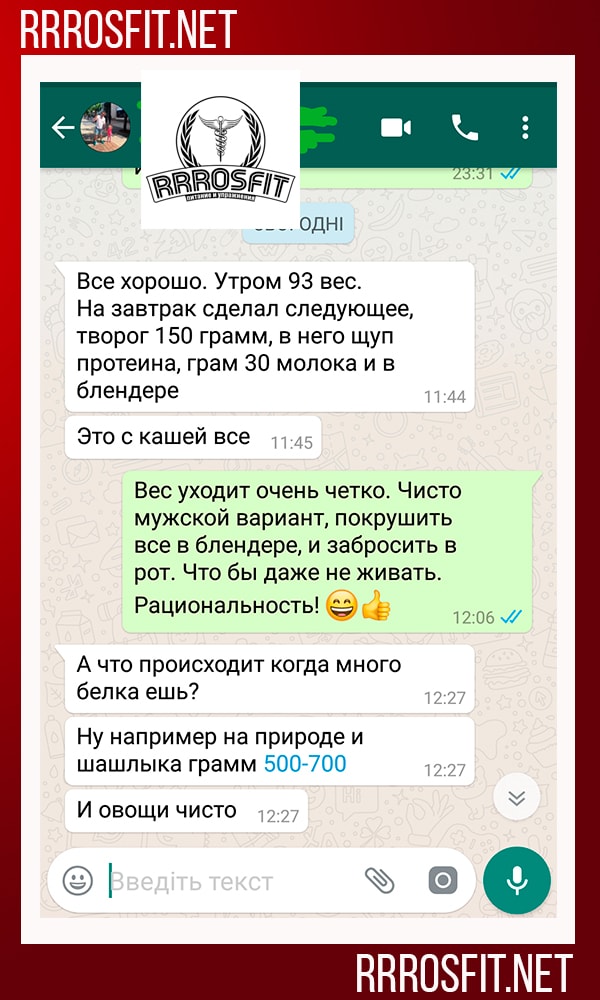 RRROSFIT.NET
RRROSFIT
питание и упражнения
23:31
Все хорошо. Утром 93 вес.
На завтрак сделал следующее,
творог 150 грамм, в него щуп
протеина, грам 30 молока и в
блендере
11:44
Это с кашей все
11:45
Вес уходит очень четко. Чисто
мужской вариант, покрушить
все в блендере, и забросить в
рот. Что бы даже не живать.
Рациональность! 😄👍
12:06
А что происходит когда много
белка ешь?
12:27
Ну например на природе и
шашлыка грамм 500-700
12:27
И овощи чисто
12:27
Введіть текст
RRROSFIT.NET